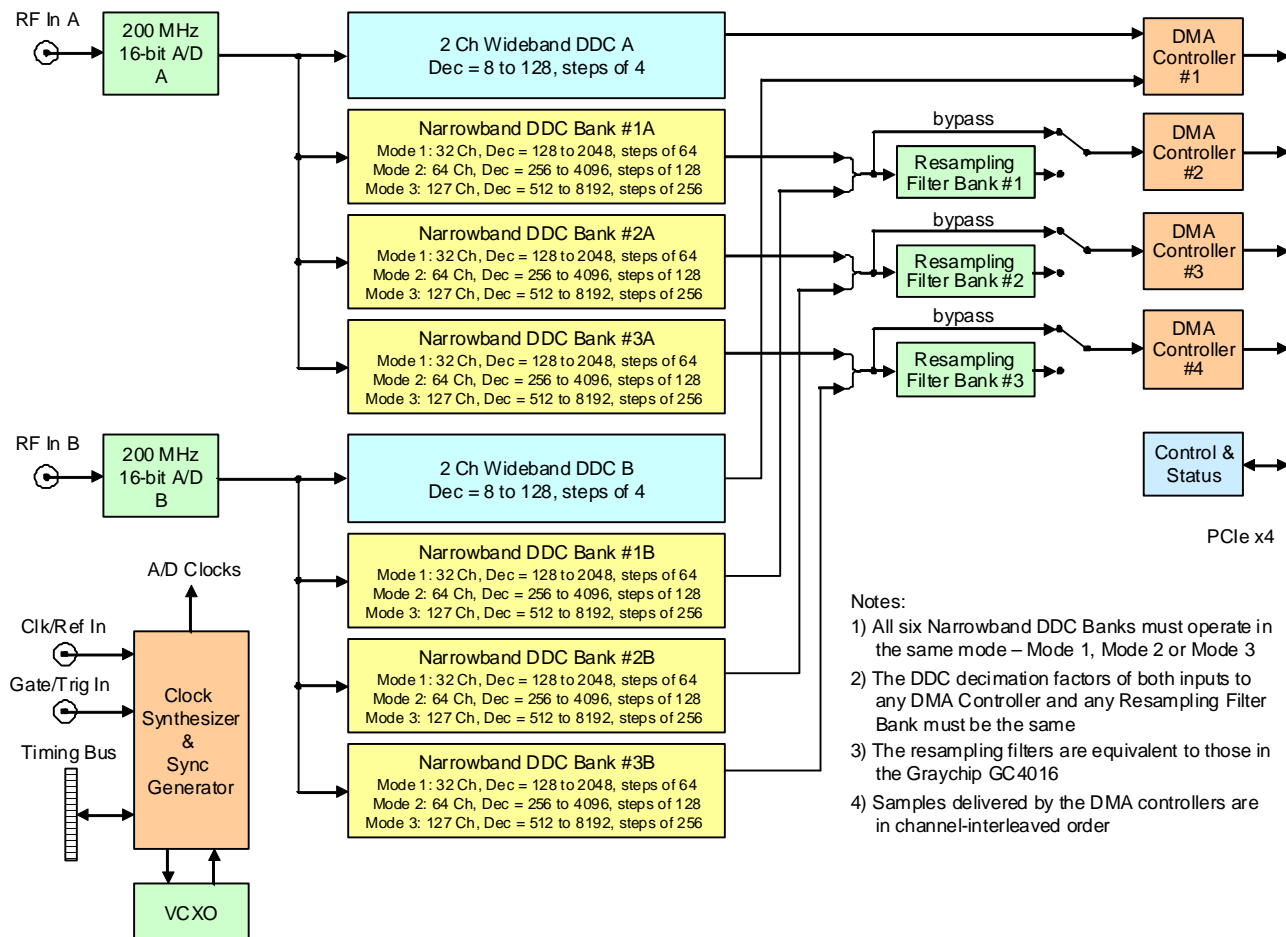 RF In A
200 MHz
16-bit A/D
A
2 Ch Wideband DDC A
Dec = 8 to 128, steps of 4
DMA
Controller
#1
Narrowband DDC Bank #1A
Mode 1: 32 Ch, Dec = 128 to 2048, steps of 64
Mode 2: 64 Ch, Dec = 256 to 4096, steps of 128
Mode 3: 127 Ch, Dec = 512 to 8192, steps of 256
bypass
Resampling
Filter Bank #1
DMA
Controller
#2
Narrowband DDC Bank #2A
Mode 1: 32 Ch, Dec = 128 to 2048, steps of 64
Mode 2: 64 Ch, Dec = 256 to 4096, steps of 128
Mode 3: 127 Ch, Dec = 512 to 8192, steps of 256
bypass
Resampling
Filter Bank #2
DMA
Controller
#3
Narrowband DDC Bank #3A
Mode 1: 32 Ch, Dec = 128 to 2048, steps of 64
Mode 2: 64 Ch, Dec = 256 to 4096, steps of 128
Mode 3: 127 Ch, Dec = 512 to 8192, steps of 256
bypass
Resampling
Filter Bank #3
DMA
Controller
#4
RF In B
200 MHz
16-bit A/D
B
2 Ch Wideband DDC B
Dec = 8 to 128, steps of 4
Control &
Status
PCIe x4
Narrowband DDC Bank #1B
Mode 1: 32 Ch, Dec = 128 to 2048, steps of 64
Mode 2: 64 Ch, Dec = 256 to 4096, steps of 128
Mode 3: 127 Ch, Dec = 512 to 8192, steps of 256
Narrowband DDC Bank #2B
Mode 1: 32 Ch, Dec = 128 to 2048, steps of 64
Mode 2: 64 Ch, Dec = 256 to 4096, steps of 128
Mode 3: 127 Ch, Dec = 512 to 8192, steps of 256
Narrowband DDC Bank #3B
Mode 1: 32 Ch, Dec = 128 to 2048, steps of 64
Mode 2: 64 Ch, Dec = 256 to 4096, steps of 128
Mode 3: 127 Ch, Dec = 512 to 8192, steps of 256
A/D Clocks
Clk/Ref In
Gate/Trig In
Timing Bus
Clock
Synthesizer
&
Sync
Generator
VCXO
Notes:
1) All six Narrowband DDC Banks must operate in
the same mode – Mode 1, Mode 2 or Mode 3
2) The DDC decimation factors of both inputs to
any DMA Controller and any Resampling Filter
Bank must be the same
3) The resampling filters are equivalent to those in
the Graychip GC4016
4) Samples delivered by the DMA controllers are
in channel-interleaved order